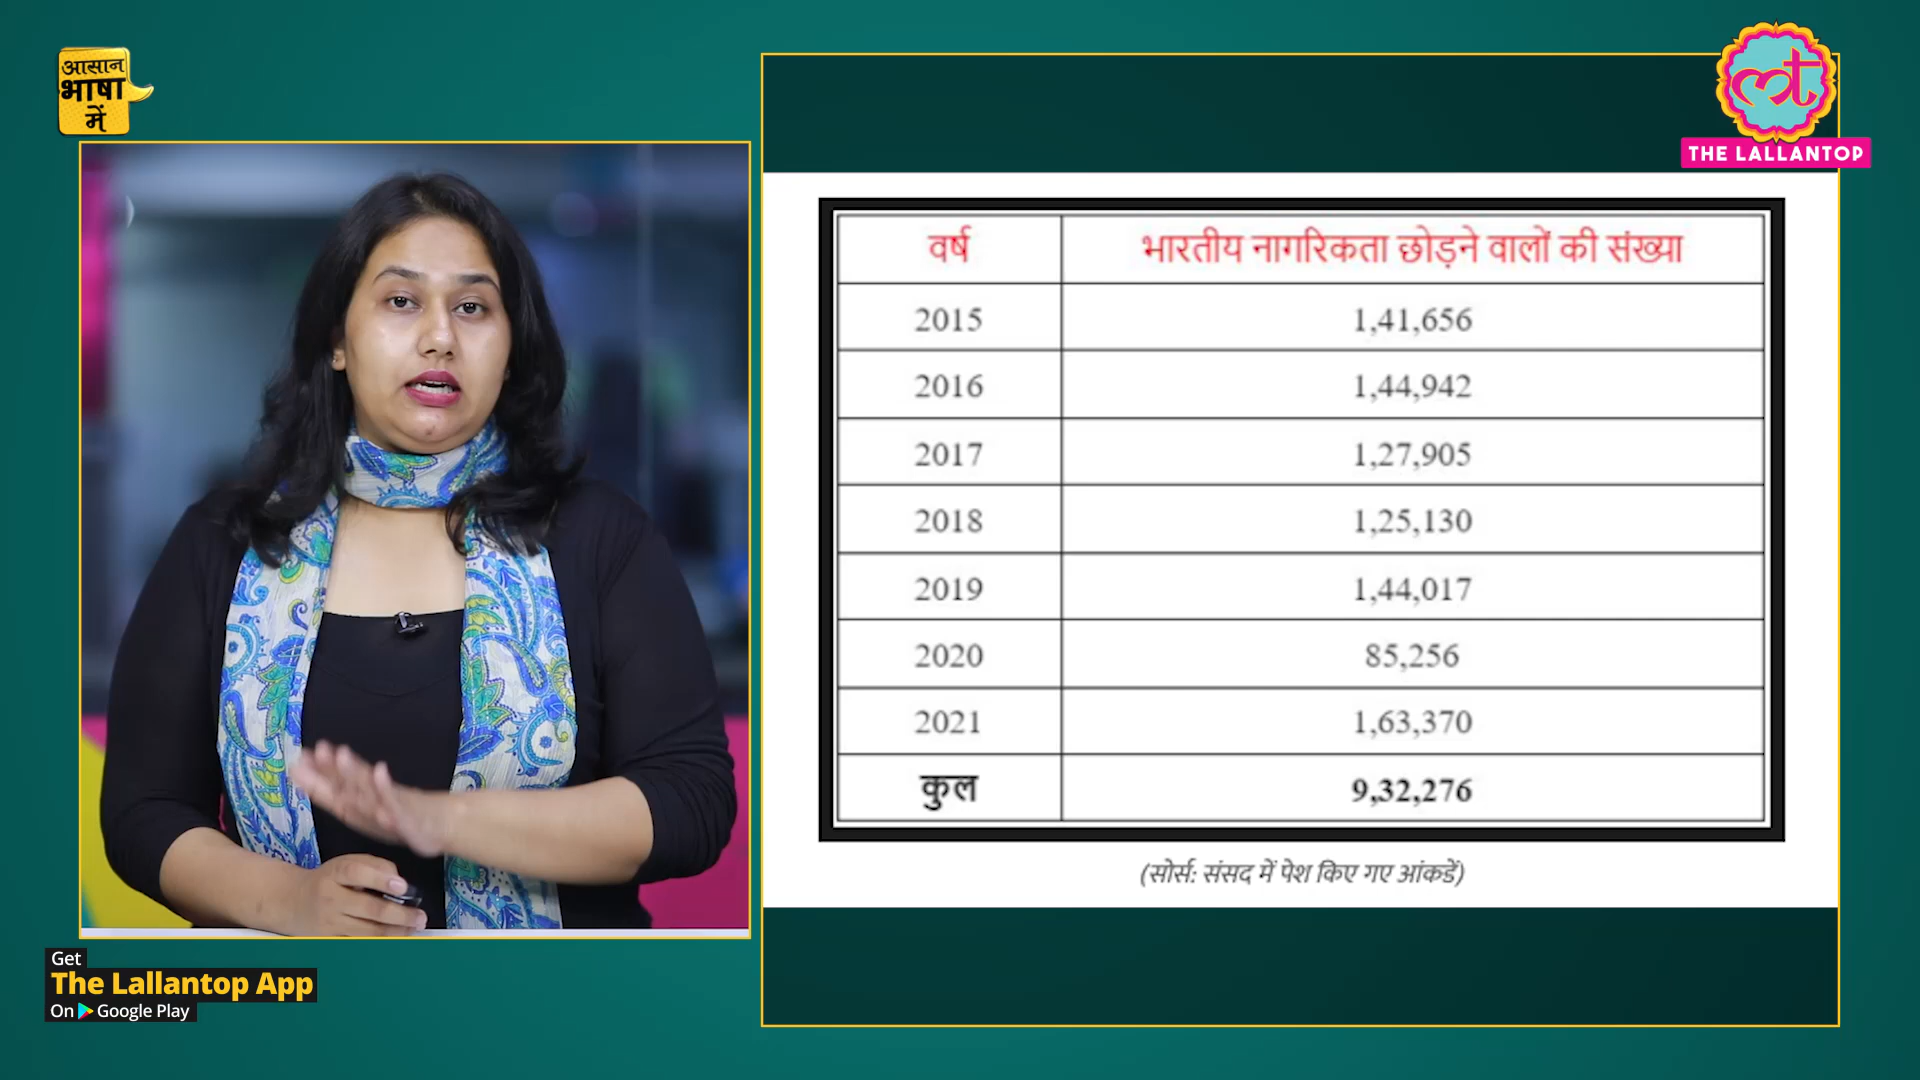 आसान
भाषा
में
THE LALLANTOP
वर्ष भारतीय नागरिकता छोड़ने वालों की संख्या
2015 1,41,656
2016 1,44,942
2017 1,27,905
2018 1,25,130
2019 1,44,017
2020 85,256
2021 1,63,370
कुल 9,32,276
(सोर्स: संसद में पेश किए गए आंकडें)
Get
The Lallantop App
On Google Play